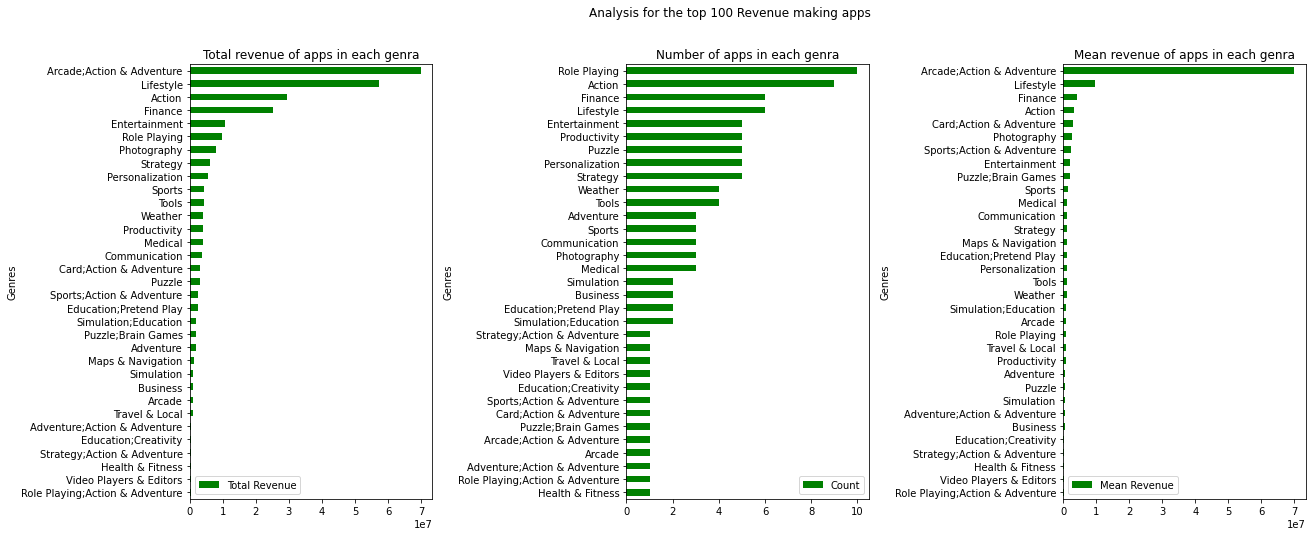 Analysis for the top 100 Revenue making apps
Total revenue of apps in each genra
Genres
Arcade;Action & Adventure
Lifestyle
Action
Finance
Entertainment
Role Playing
Photography
Strategy
Personalization
Sports
Tools
Weather
Productivity
Medical
Communication
Card;Action & Adventure
Puzzle
Sports;Action & Adventure
Education;Pretend Play
Simulation;Education
Puzzle;Brain Games
Adventure
Maps & Navigation
Simulation
Business
Arcade
Travel & Local
Adventure;Action & Adventure
Education;Creativity
Strategy;Action & Adventure
Health & Fitness
Video Players & Editors
Role Playing;Action & Adventure
Total Revenue
0 1 2 3 4 5 6 7
1e7
Number of apps in each genra
Genres
Role Playing
Action
Finance
Lifestyle
Entertainment
Productivity
Puzzle
Personalization
Strategy
Weather
Tools
Adventure
Sports
Communication
Photography
Medical
Simulation
Business
Education;Pretend Play
Simulation;Education
Strategy;Action & Adventure
Maps & Navigation
Travel & Local
Video Players & Editors
Education;Creativity
Sports;Action & Adventure
Card;Action & Adventure
Puzzle;Brain Games
Arcade;Action & Adventure
Arcade
Adventure;Action & Adventure
Role Playing;Action & Adventure
Health & Fitness
Count
0 2 4 6 8 10
Mean revenue of apps in each genra
Genres
Arcade;Action & Adventure
Lifestyle
Finance
Action
Card;Action & Adventure
Photography
Sports;Action & Adventure
Entertainment
Puzzle;Brain Games
Sports
Medical
Communication
Strategy
Maps & Navigation
Education;Pretend Play
Personalization
Tools
Weather
Simulation;Education
Arcade
Role Playing
Travel & Local
Productivity
Adventure
Puzzle
Simulation
Adventure;Action & Adventure
Business
Education;Creativity
Strategy;Action & Adventure
Health & Fitness
Video Players & Editors
Role Playing;Action & Adventure
Mean Revenue
0 1 2 3 4 5 6 7
1e7